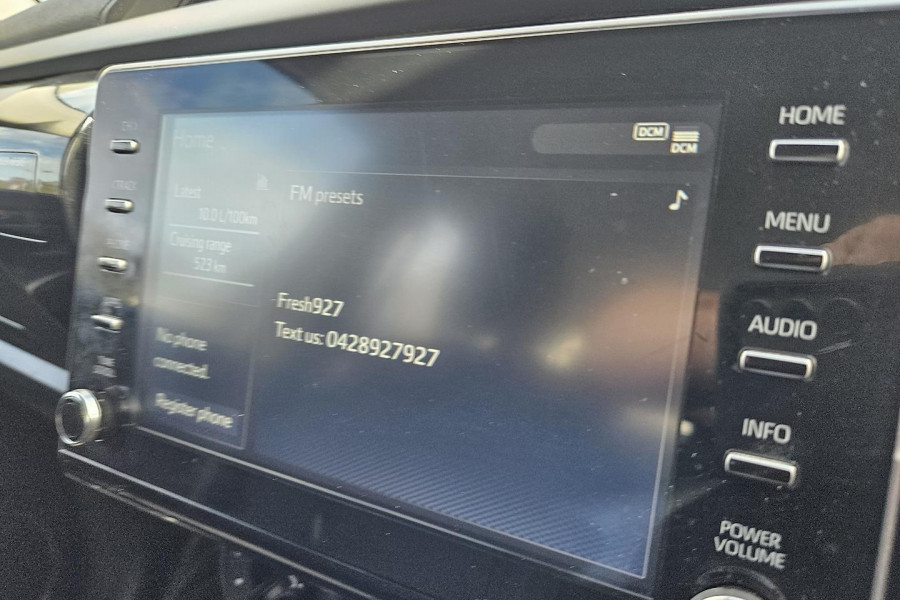 Home
DCM
DCM
Latest
10.0 L/100km
Cruising range
523 km
No phone
connected.
Register phone
FM presets
Fresh927
Text us: 0428927927
HOME
MENU
AUDIO
INFO
POWER
VOLUME